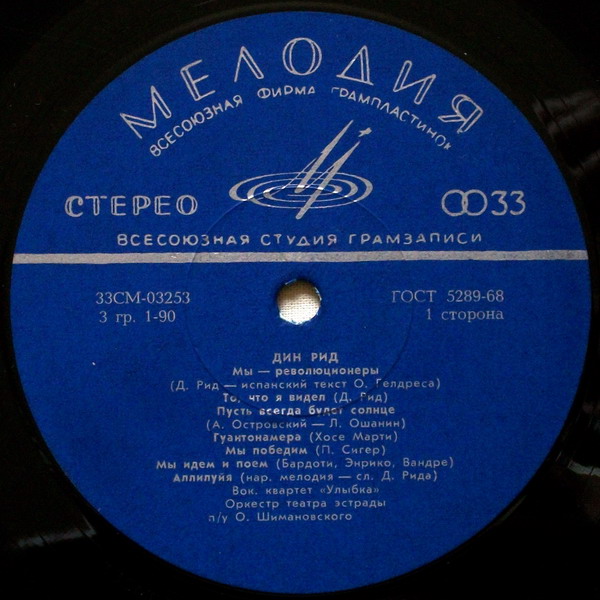 МЕЛОДИЯ
ВСЕСОЮЗНАЯ ФИРМА ГРАМПЛАСТИНОК
СТЕРЕО
33
ВСЕСОЮЗНАЯ СТУДИЯ ГРАМЗАПИСИ
33СМ-03253 ГОСТ 5289-68
3 гр. 1-90 1 сторона
ДИН РИД
Мы — революционеры
(Д. Рид — испанский текст О. Гелдреса)
То, что я видел (Д. Рид)
Пусть всегда будет солнце
(А. Островский — Л. Ошанин)
Гуантонамера (Хосе Марти)
Мы победим (П. Сигер)
Мы идем и поем (Бардоти, Энрико, Вандре)
Аллилуйя (нар. мелодия — сл. Д. Рида)
Вок. квартет «Улыбка»
Оркестр театра эстрады
п/у О. Шимановского